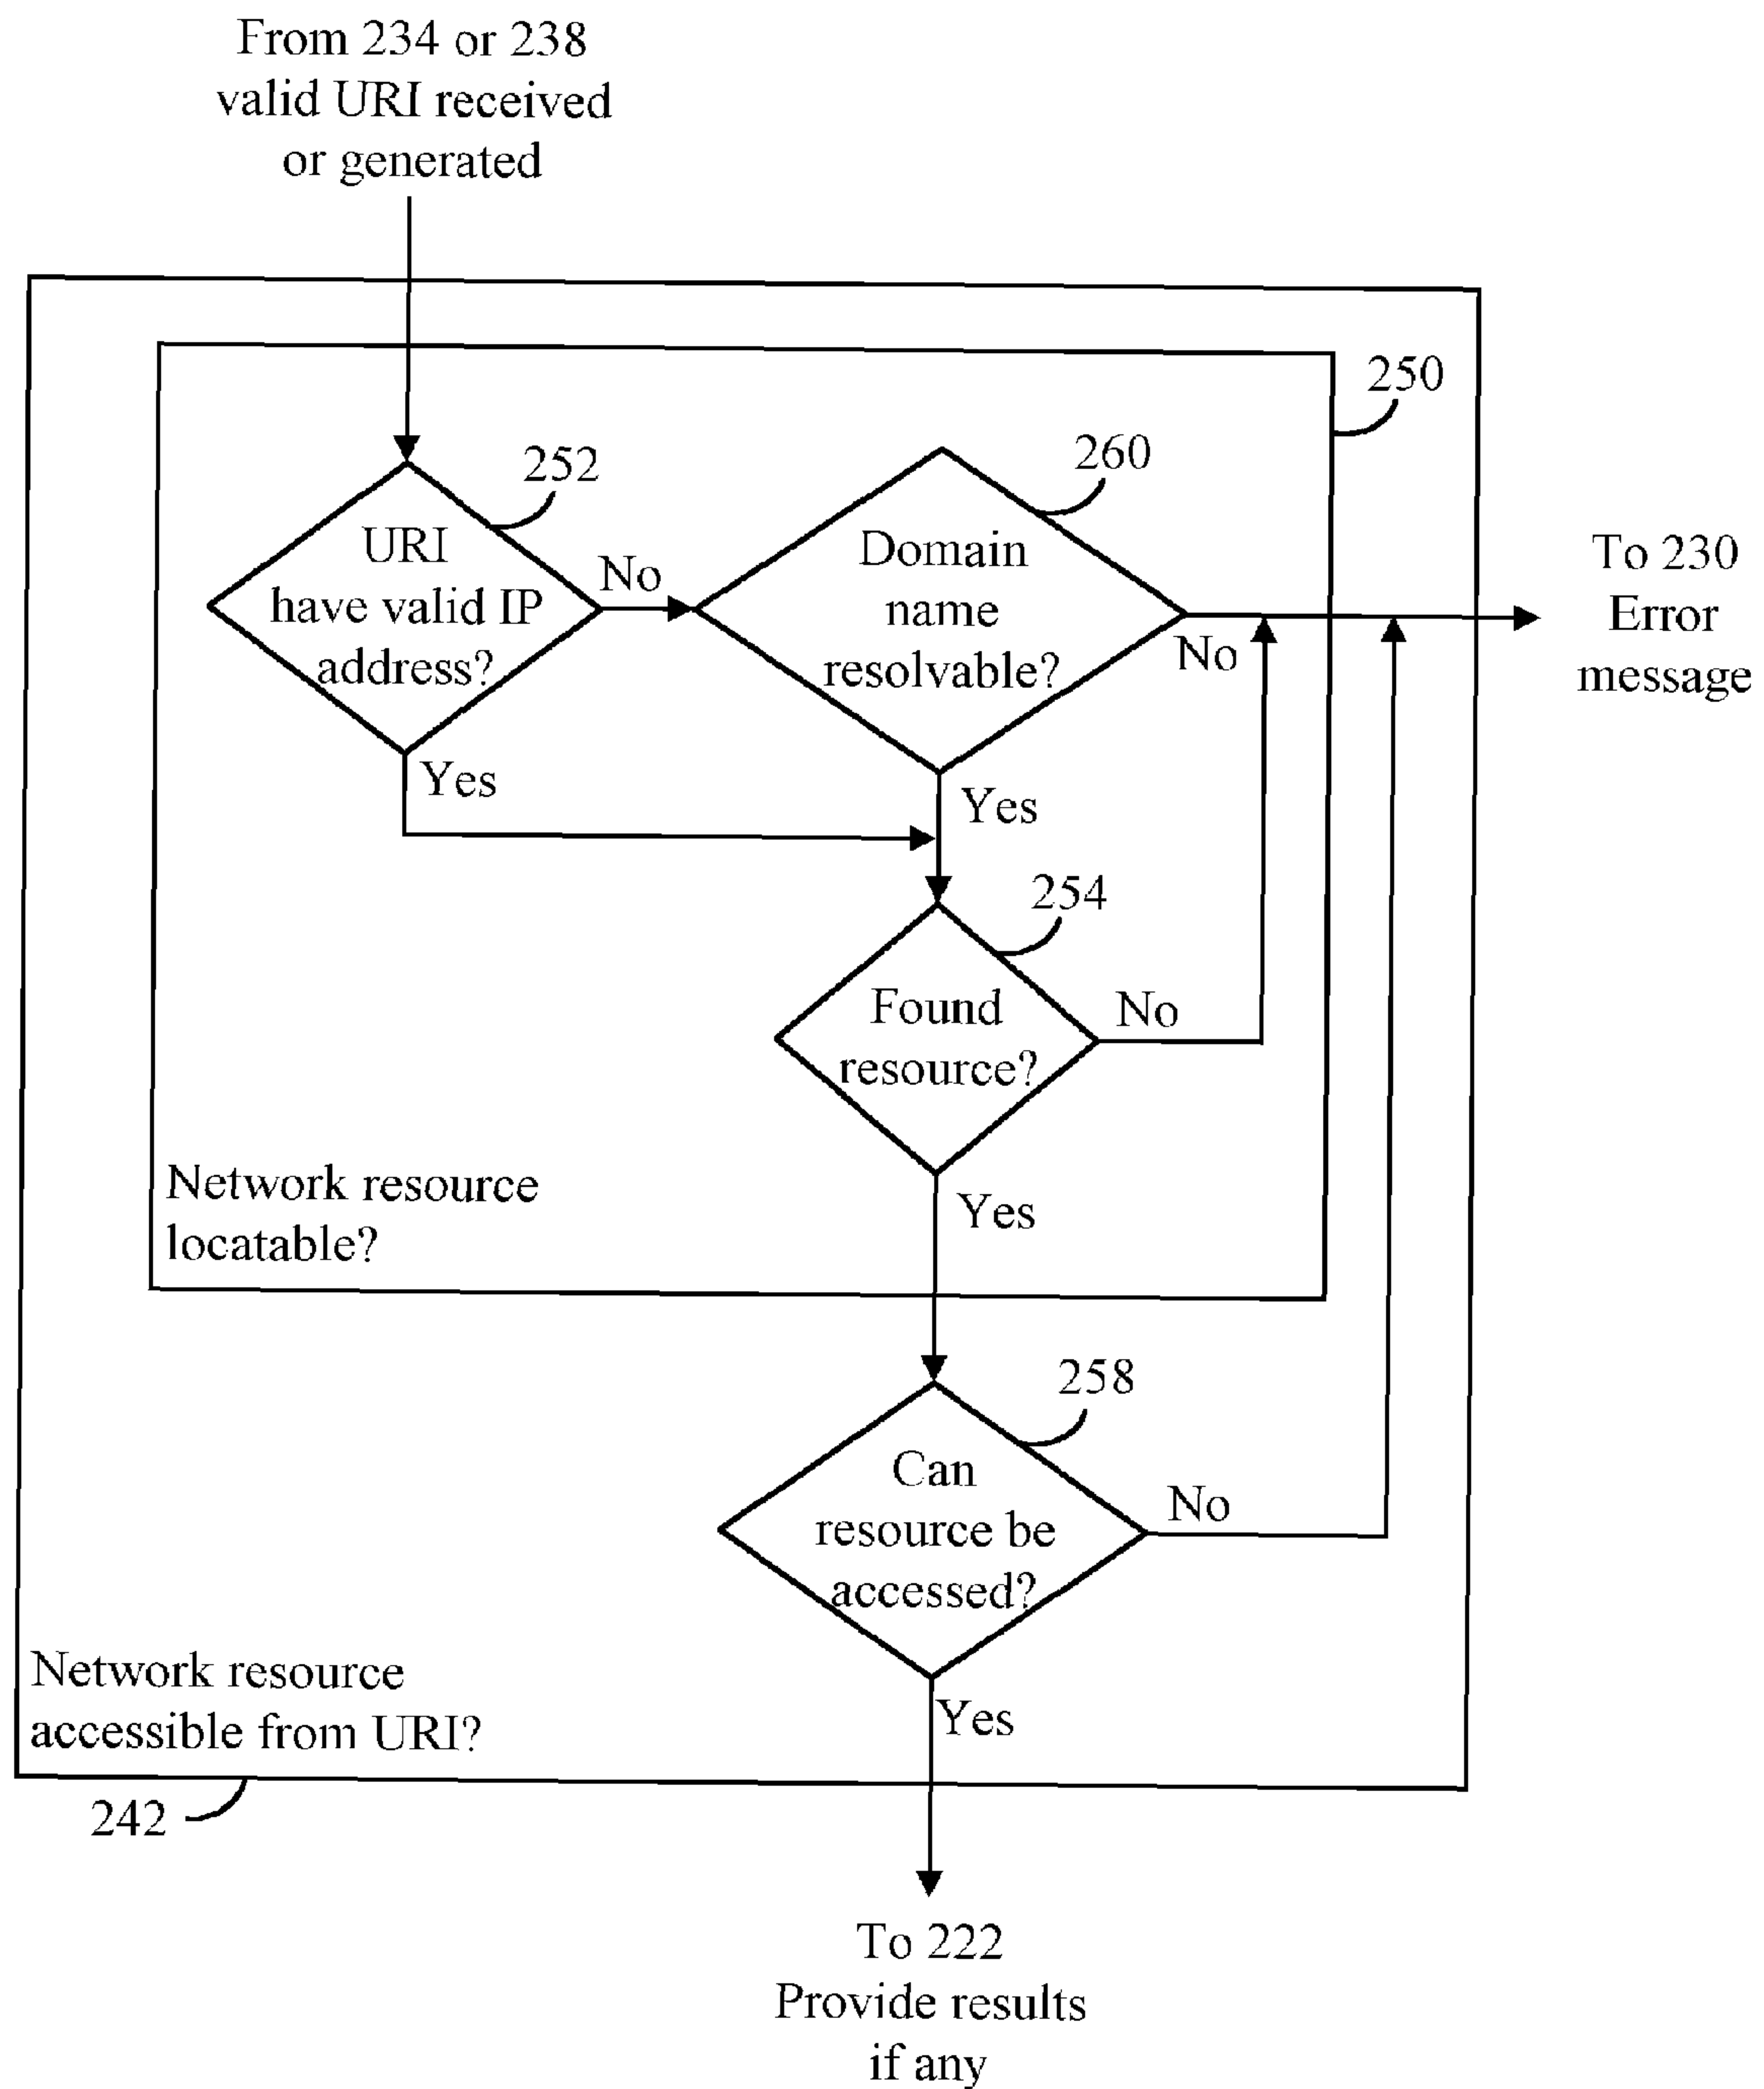 From 234 or 238
valid URI received
or generated
250
252
260
URI
have valid IP
address?
No
Domain
name
resolvable?
No
To 230
Error
message
Yes
Yes
254
Found
resource?
No
Network resource
locatable?
Yes
258
Can
resource be
accessed?
No
Network resource
accessible from URI?
Yes
242
To 222
Provide results
if any